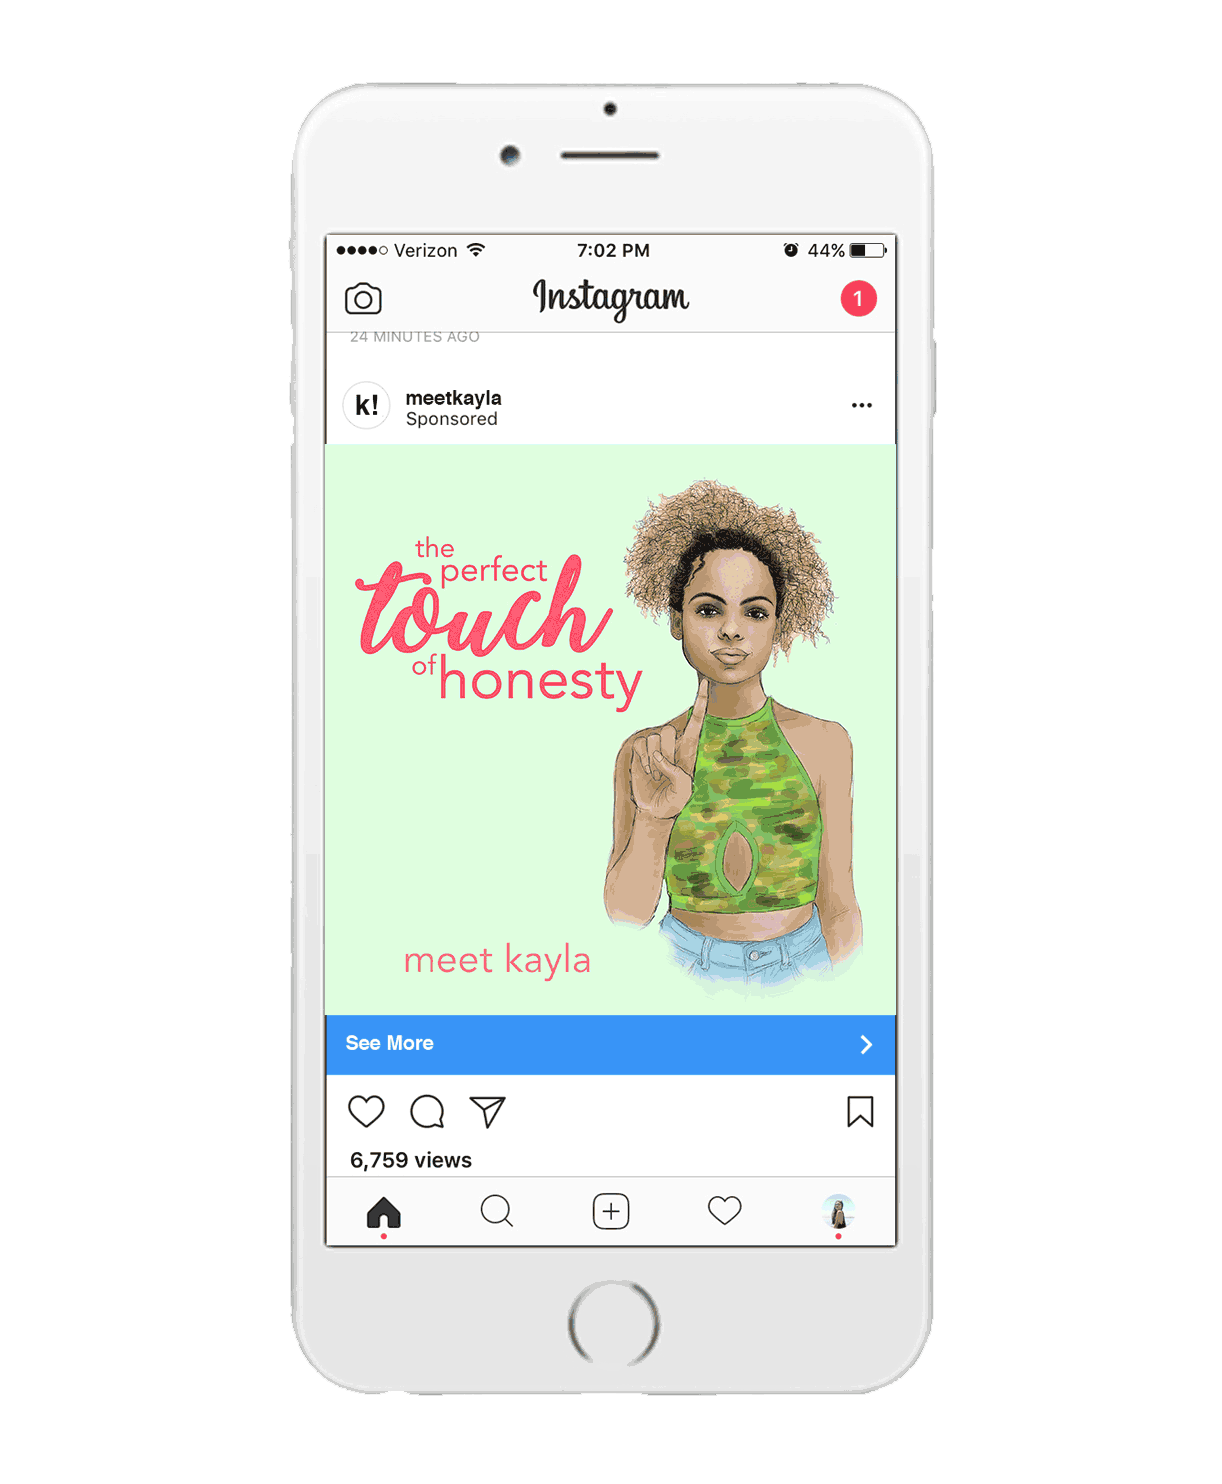 Verizon 7:02 PM 44%
Instagram 1
24 MINUTES AGO
k! meetkayla
Sponsored
the
perfect
touch
of honesty
meet kayla
See More
6,759 views